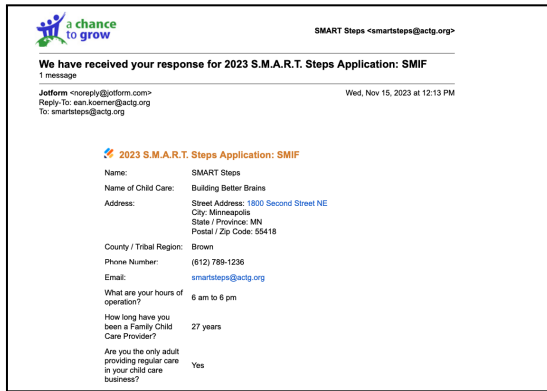 a chance
to grow
SMART Steps <smartsteps@actg.org>
We have received your response for 2023 S.M.A.R.T. Steps Application: SMIF
1 message
Jotform <noreply@jotform.com> Wed, Nov 15, 2023 at 12:13 PM
Reply-To: ean.koerner@actg.org
To: smartsteps@actg.org
2023 S.M.A.R.T. Steps Application: SMIF
Name: SMART Steps
Name of Child Care: Building Better Brains
Address: Street Address: 1800 Second Street NE
City: Minneapolis
State / Province: MN
Postal / Zip Code: 55418
County / Tribal Region: Brown
Phone Number: (612) 789-1236
Email: smartsteps@actg.org
What are your hours of
operation? 6 am to 6 pm
How long have you
been a Family Child
Care Provider? 27 years
Are you the only adult
providing regular care
in your child care
business? Yes